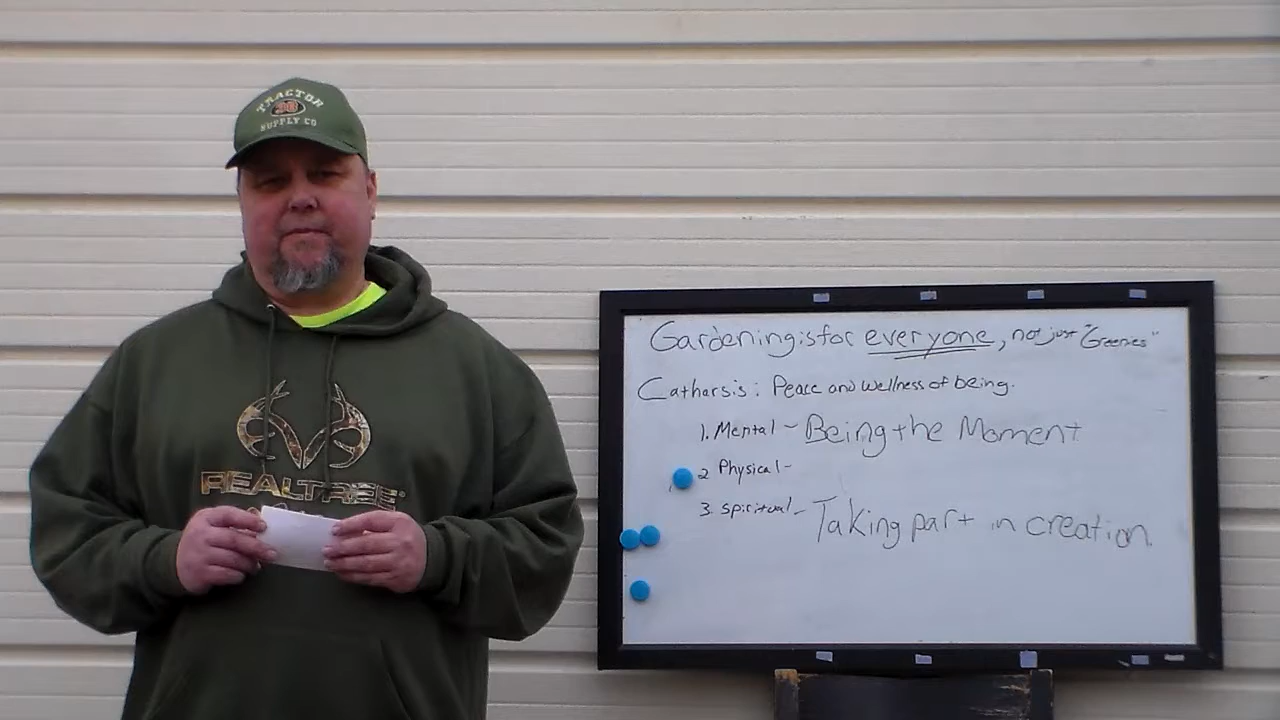 TRACTOR
38
SUPPLY CO
REALTREE
Gardening is for everyone, not just "Greenies"
Catharsis: Peace and wellness of being.
1. Mental - Being the Moment
2 Physical -
3. Spiritual - Taking part in creation.